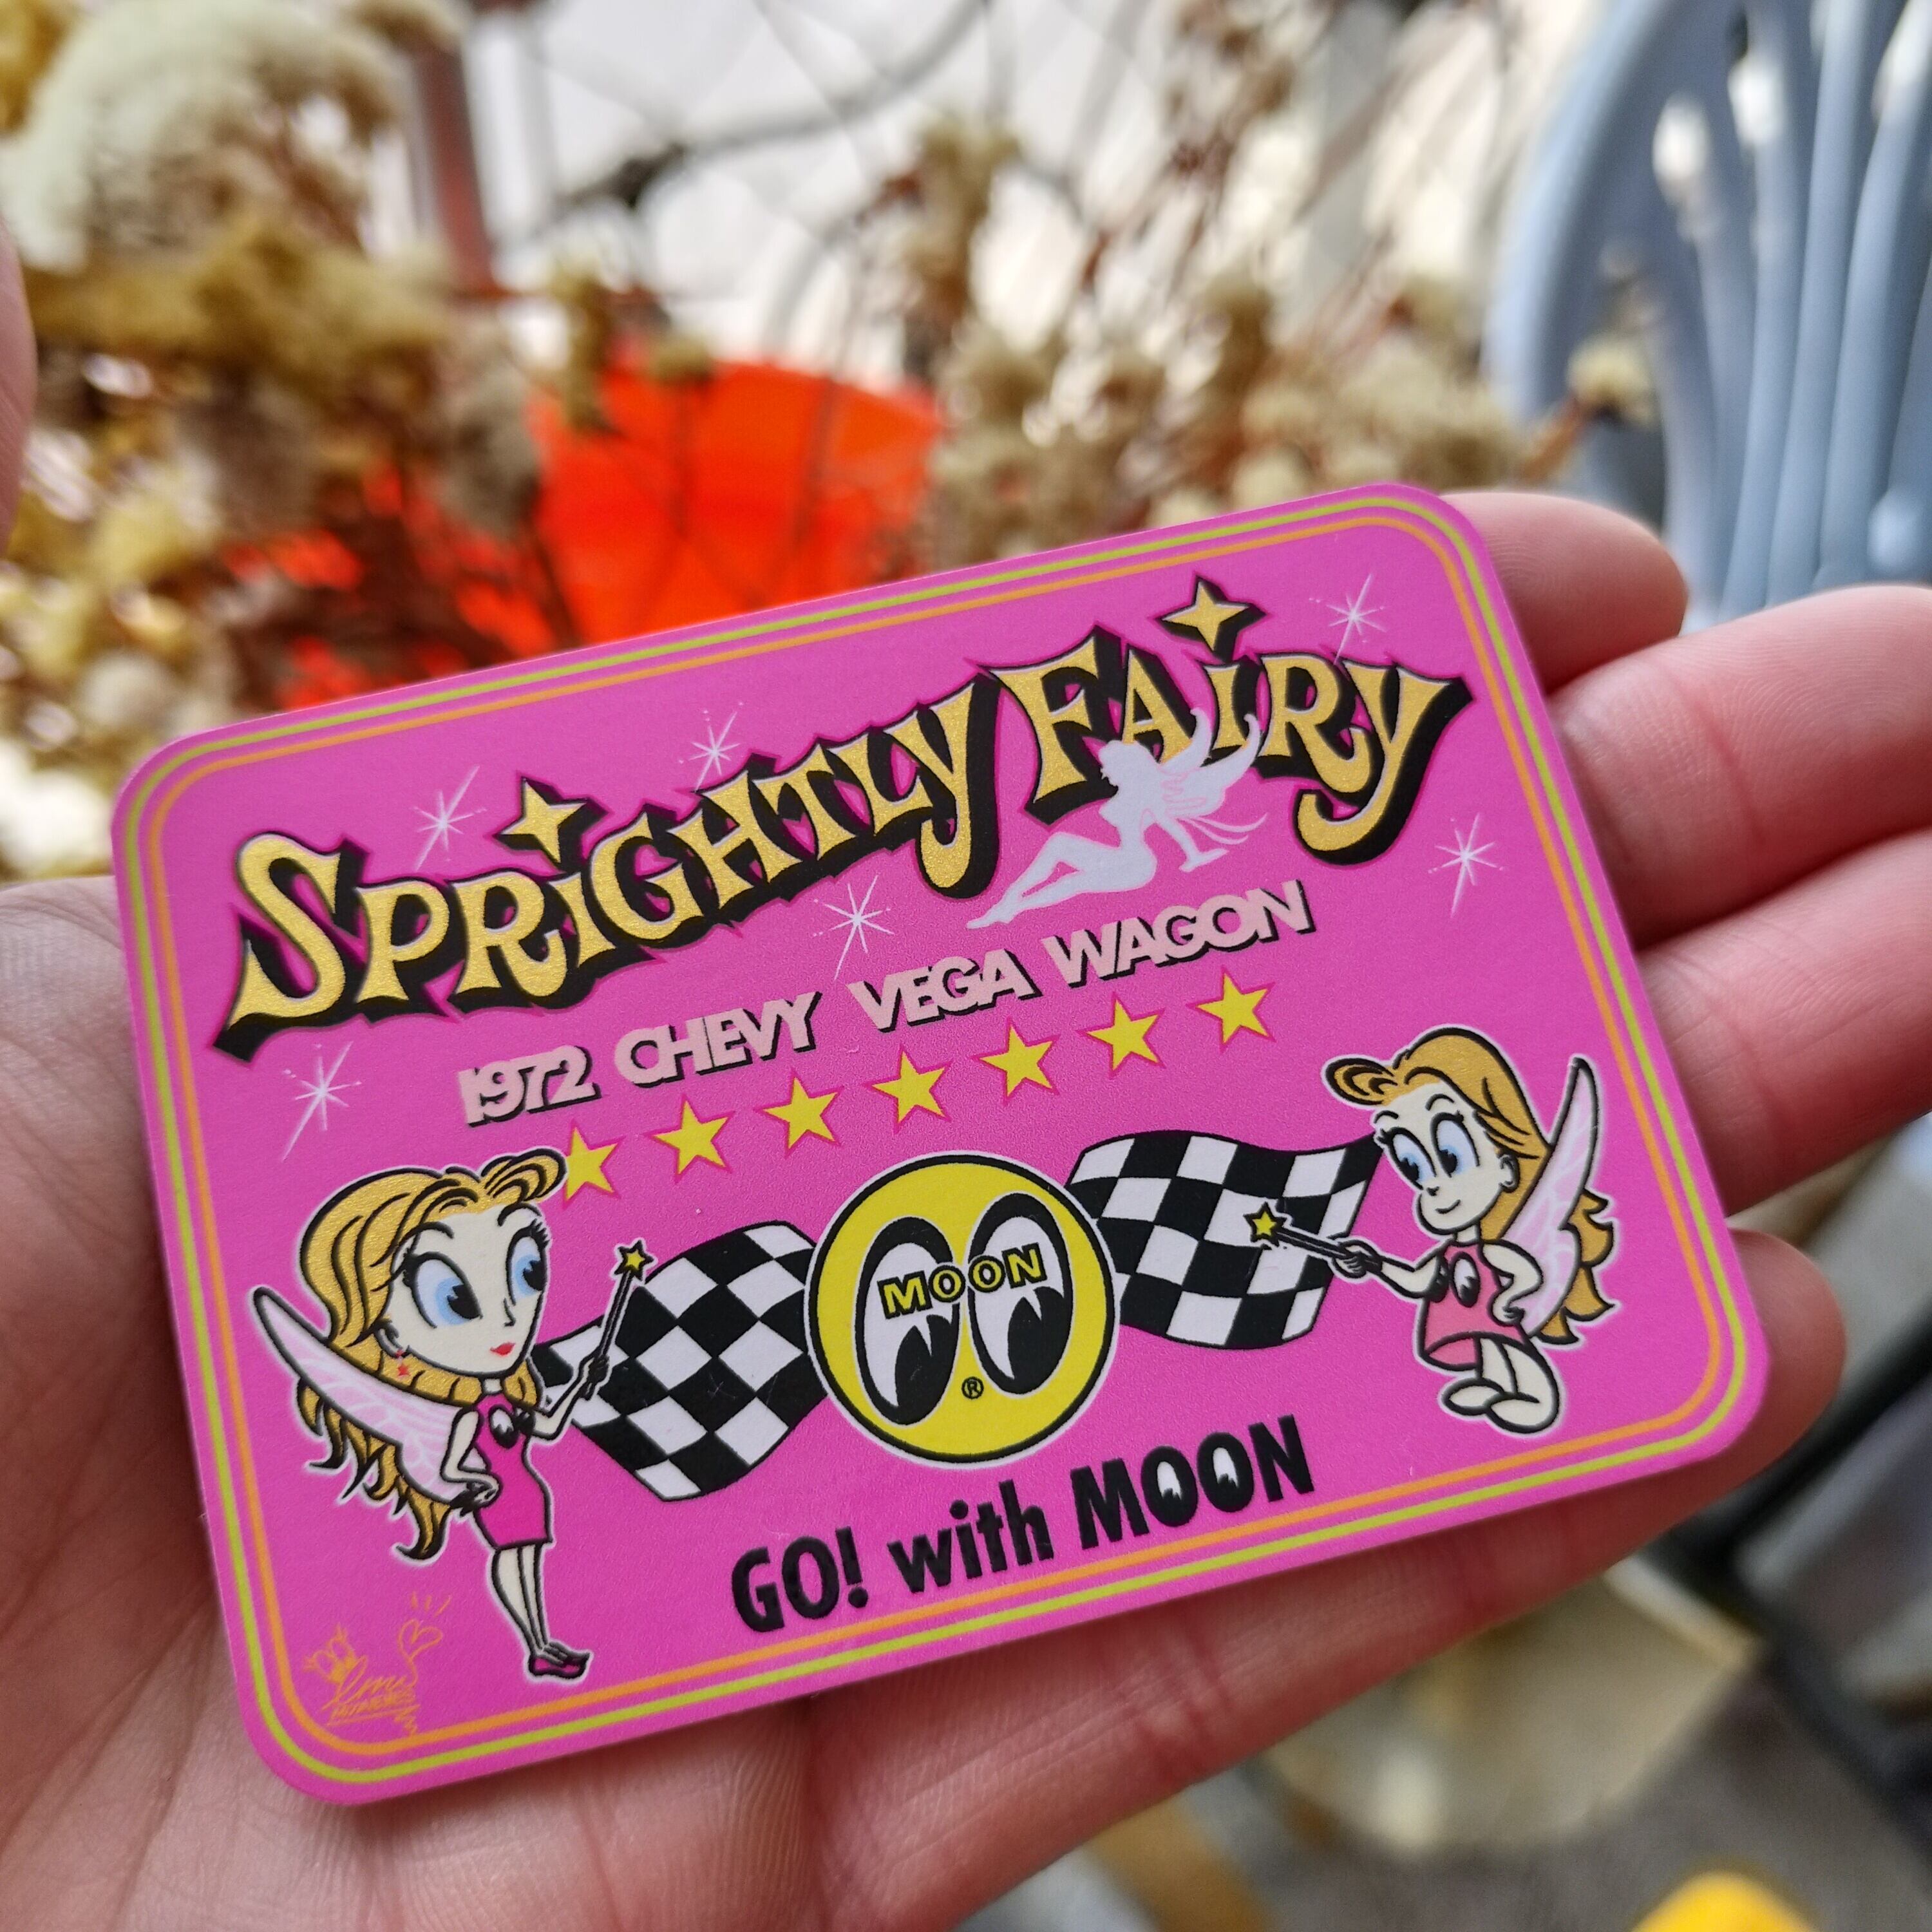 SPRiGHTLY FAiRY
1972 CHEVY VEGA WAGON
MOON
®
GO! with MOON